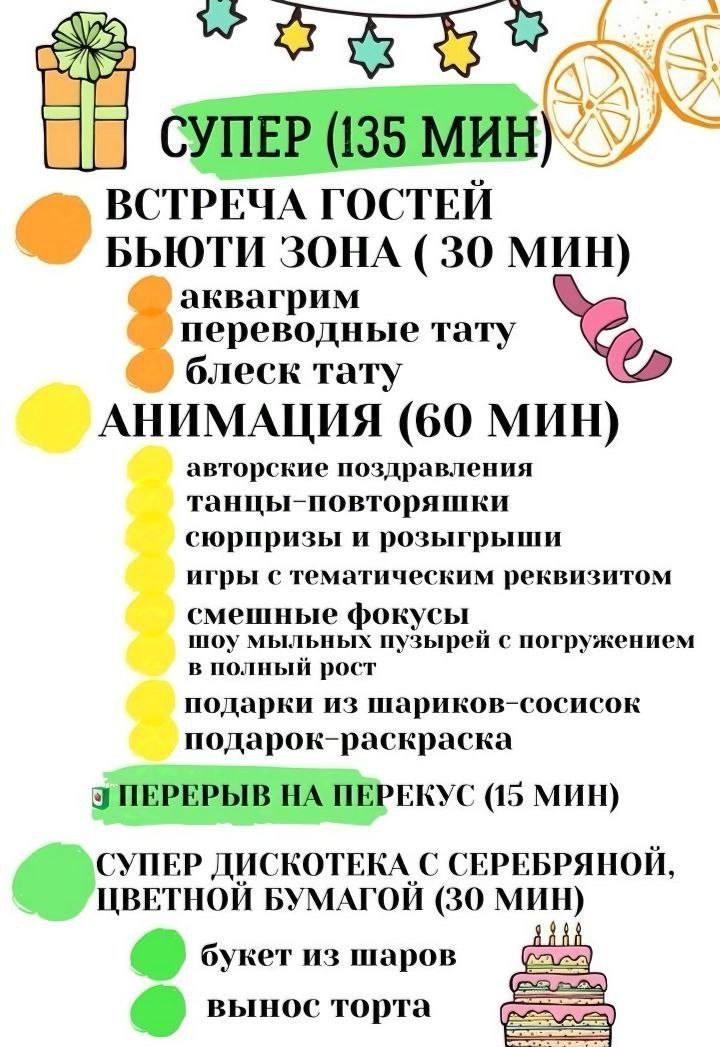 СУПЕР (135 МИН)
ВСТРЕЧА ГОСТЕЙ
БЬЮТИ ЗОНА ( 30 МИН)
аквагрим
переводные тату
блеск тату
АНИМАЦИЯ (60 МИН)
авторские поздравления
танцы-повторяшки
сюрпризы и розыгрыши
игры с тематическим реквизитом
смешные фокусы
шоу мыльных пузырей с погружением
в полный рост
подарки из шариков-сосисок
подарок-раскраска
ПЕРЕРЫВ НА ПЕРЕКУС (15 МИН)
СУПЕР ДИСКОТЕКА С СЕРЕБРЯНОЙ,
ЦВЕТНОЙ БУМАГОЙ (30 МИН)
букет из шаров
вынос торта